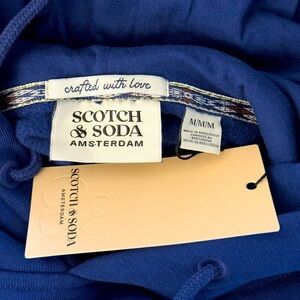 crafted with love
SCOTCH
& SODA
AMSTERDAM
M/M/M
SCOTCH & SODA
AMSTERDAM